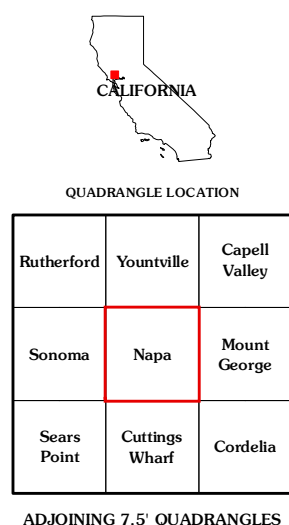 CALIFORNIA
QUADRANGLE LOCATION
Rutherford
Yountville
Capell
Valley
Sonoma
Napa
Mount
George
Sears
Point
Cuttings
Wharf
Cordelia
ADJOINING 7.5' QUADRANGLES